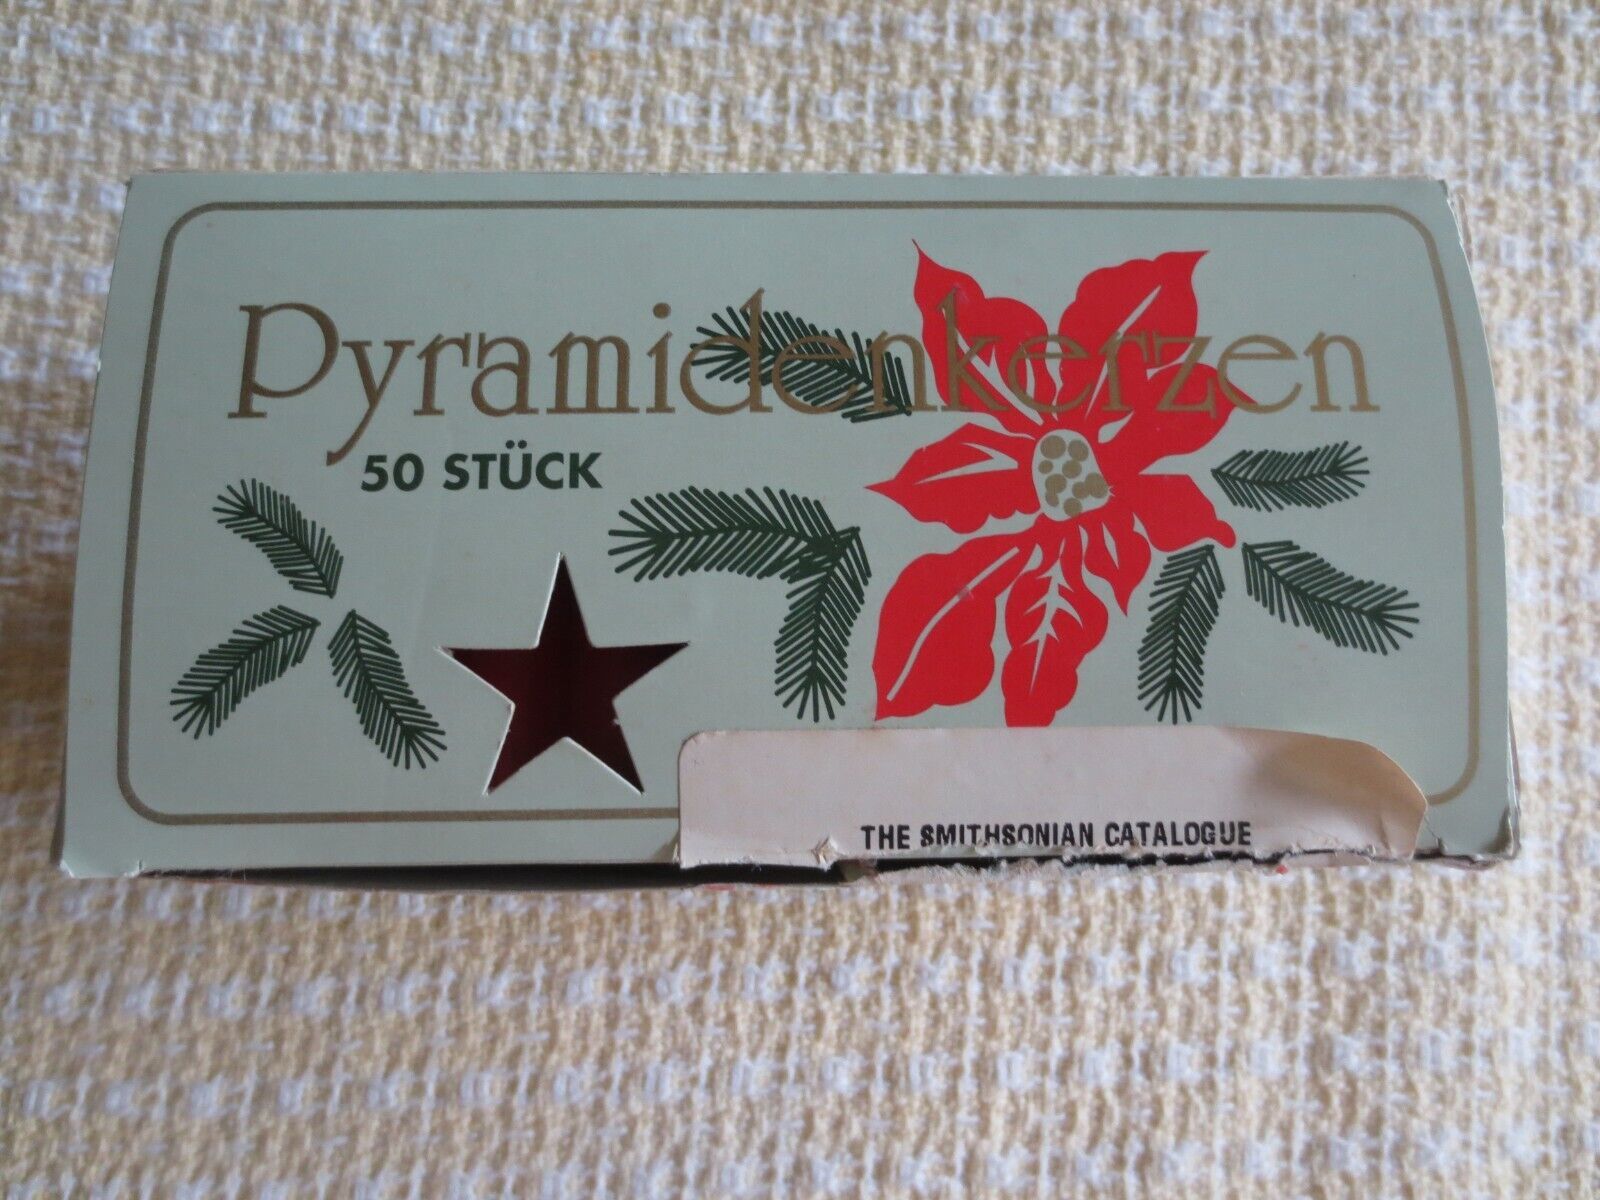 Pyramidenkerzen
50 STÜCK
THE SMITHSONIAN CATALOGUE